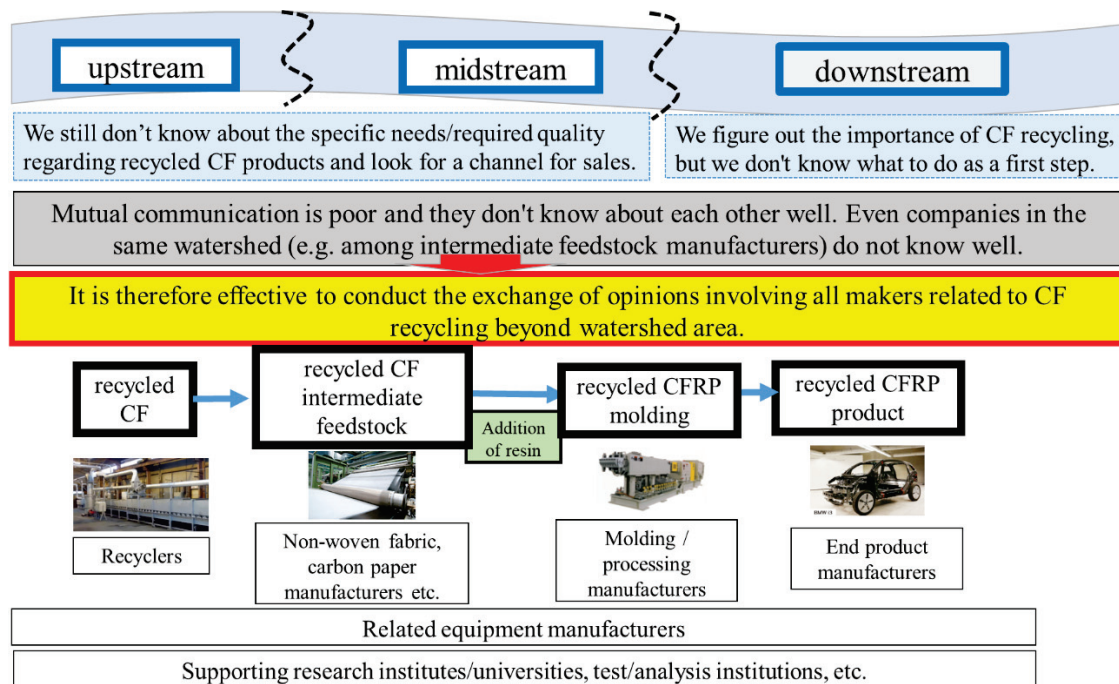 upstream
midstream
downstream
We still don't know about the specific needs/required quality
regarding recycled CF products and look for a channel for sales.
We figure out the importance of CF recycling,
but we don't know what to do as a first step.
Mutual communication is poor and they don't know about each other well. Even companies in the
same watershed (e.g. among intermediate feedstock manufacturers) do not know well.
It is therefore effective to conduct the exchange of opinions involving all makers related to CF
recycling beyond watershed area.
recycled
CF
recycled CF
intermediate
feedstock
Addition
of resin
recycled CFRP
molding
recycled CFRP
product
BMW i3
Recyclers
Non-woven fabric,
carbon paper
manufacturers etc.
Molding /
processing
manufacturers
End product
manufacturers
Related equipment manufacturers
Supporting research institutes/universities, test/analysis institutions, etc.